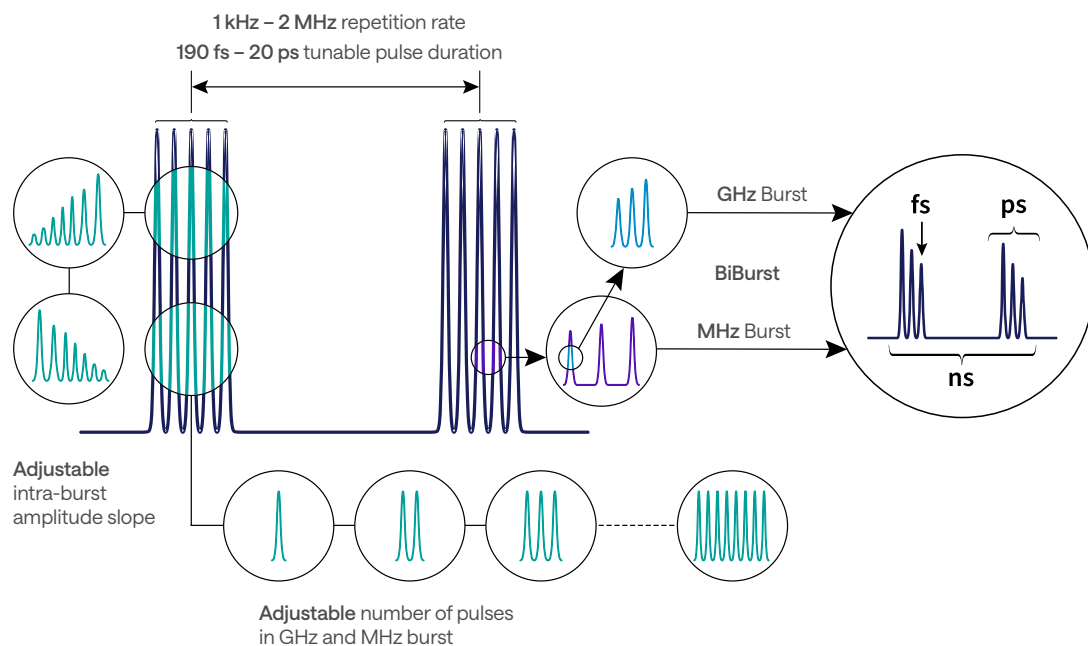 1 kHz – 2 MHz repetition rate
190 fs – 20 ps tunable pulse duration
GHz Burst
BiBurst
MHz Burst
fs
ps
ns
Adjustable
intra-burst
amplitude slope
Adjustable number of pulses
in GHz and MHz burst